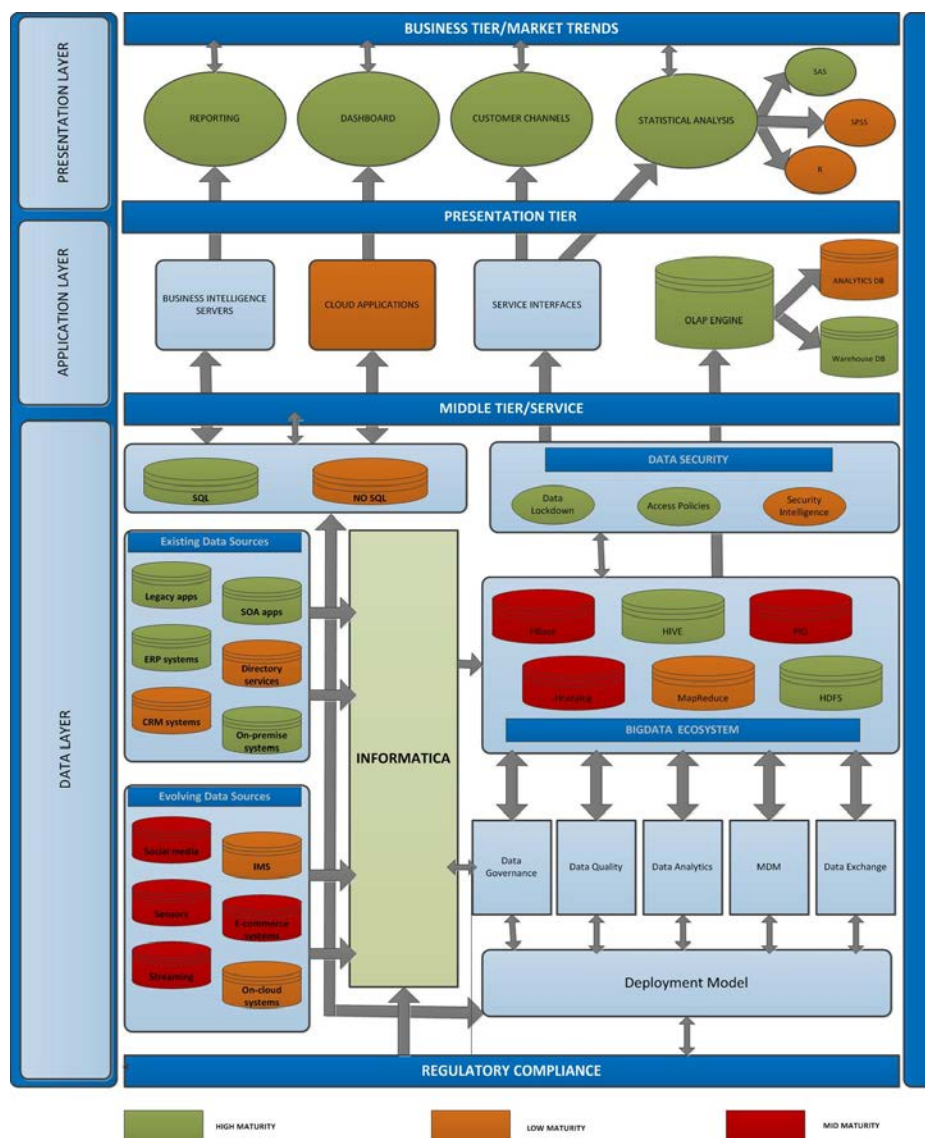 BUSINESS TIER/MARKET TRENDS
PRESENTATION LAYER
REPORTING
DASHBOARD
CUSTOMER CHANNELS
STATISTICAL ANALYSIS
SAS
SPSS
R
PRESENTATION TIER
APPLICATION LAYER
BUSINESS INTELLIGENCE
SERVERS
CLOUD APPLICATIONS
SERVICE INTERFACES
OLAP ENGINE
ANALYTICS DB
Warehouse DB
MIDDLE TIER/SERVICE
DATA LAYER
SQL
NO SQL
DATA SECURITY
Data
Lockdown
Access Policies
Security
Intelligence
Existing Data Sources
Legacy apps
SOA apps
ERP systems
Directory
services
CRM systems
On-premise
systems
INFORMATICA
HBase
HIVE
PIG
MapReduce
HDFS
BIGDATA ECOSYSTEM
Evolving Data Sources
Social media
IMS
Sensors
E-commerce
systems
Streaming
On-cloud
systems
Data
Governance
Data Quality
Data Analytics
MDM
Data Exchange
Deployment Model
REGULATORY COMPLIANCE
HIGH MATURITY
LOW MATURITY
MID MATURITY